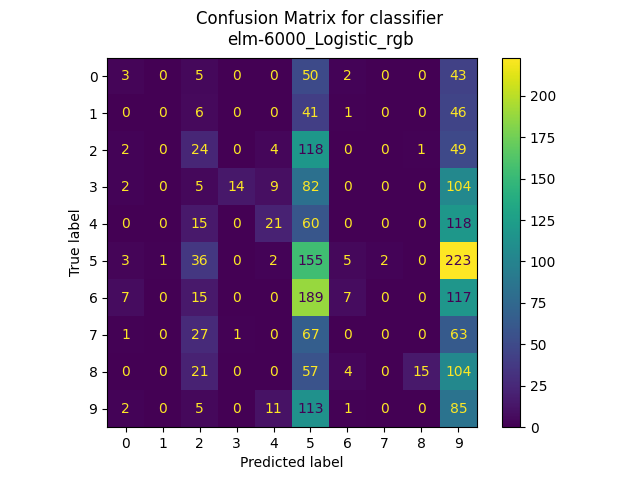 Confusion Matrix for classifier
elm-6000_Logistic_rgb
0 3 0 5 0 0 50 2 0 0 43
1 0 0 6 0 0 41 1 0 0 46
2 2 0 24 0 4 118 0 0 1 49
3 2 0 5 14 9 82 0 0 0 104
4 0 0 15 0 21 60 0 0 0 118
5 3 1 36 0 2 155 5 2 0 223
6 7 0 15 0 0 189 7 0 0 117
7 1 0 27 1 0 67 0 0 0 63
8 0 0 21 0 0 57 4 0 15 104
9 2 0 5 0 11 113 1 0 0 85
0 1 2 3 4 5 6 7 8 9
Predicted label
True label
200
175
150
125
100
75
50
25
0